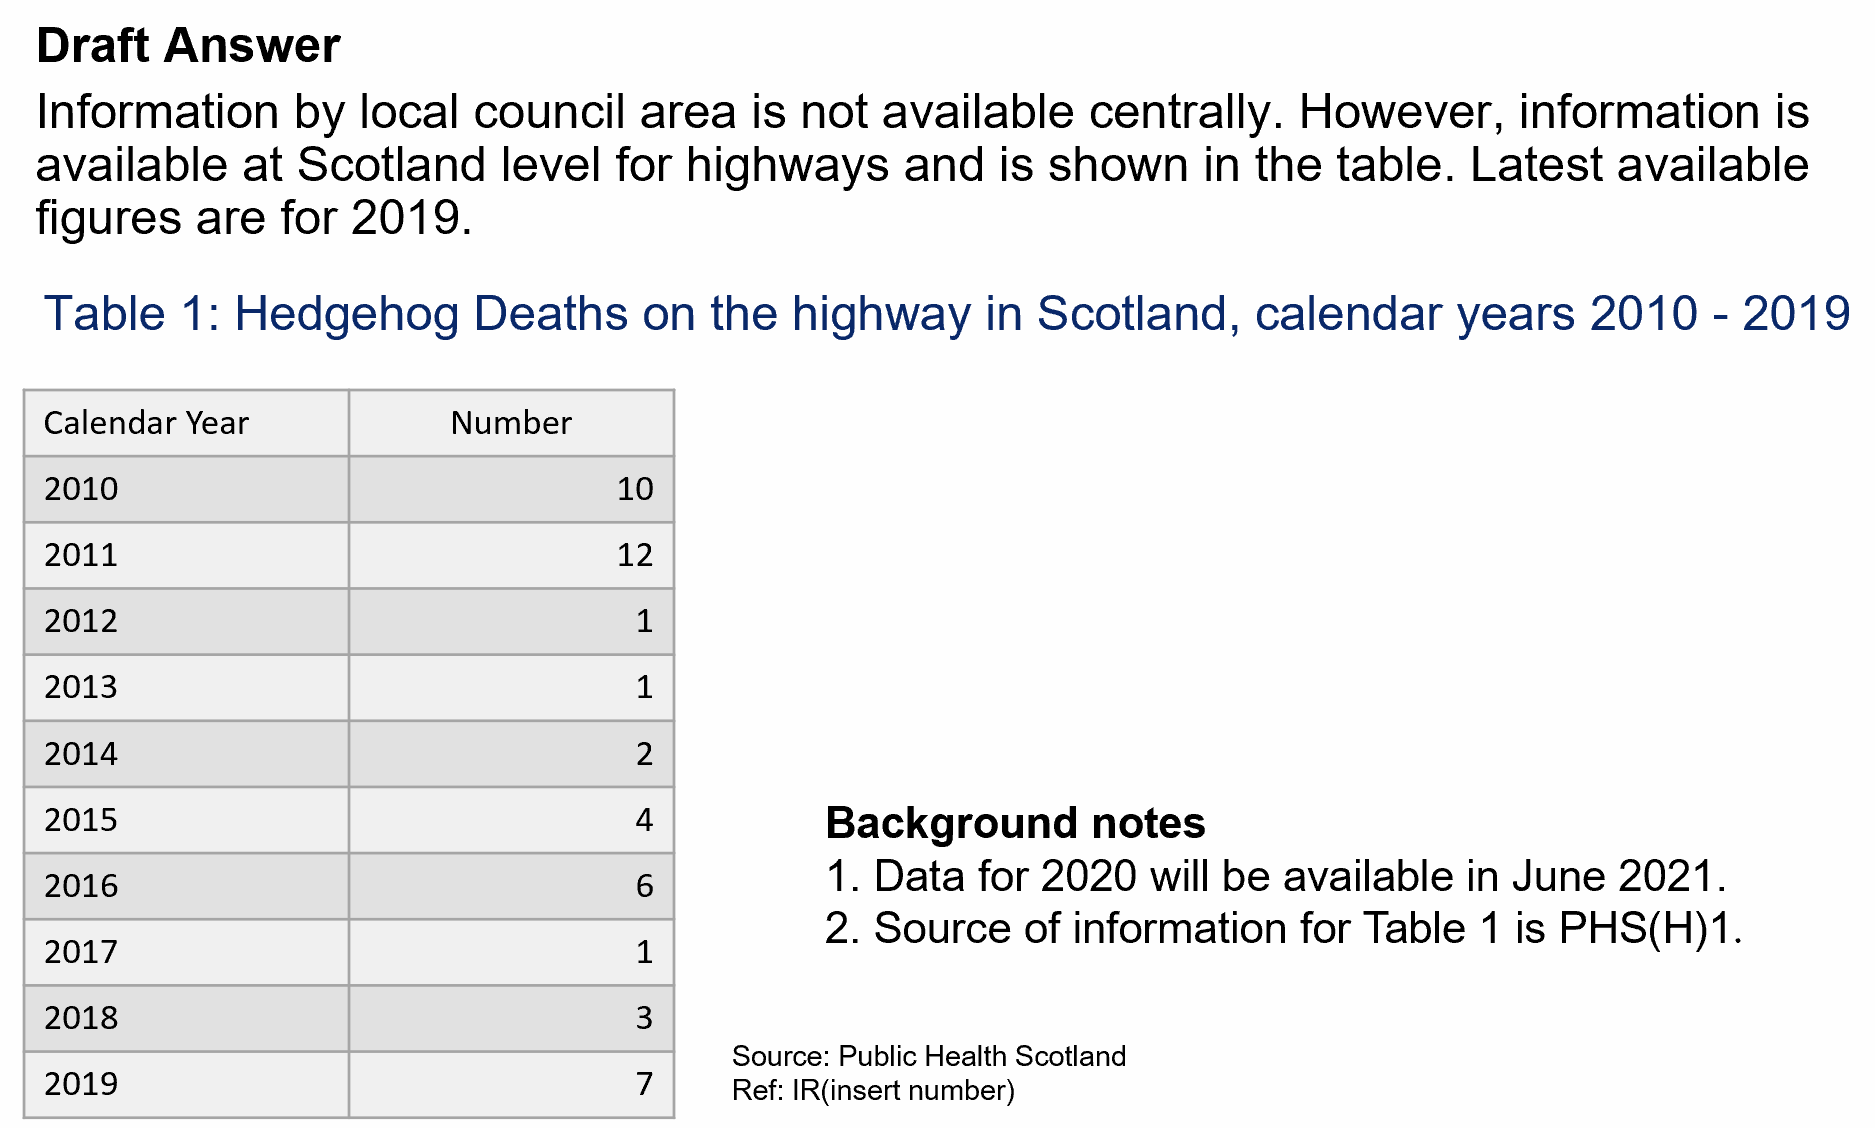 Draft Answer
Information by local council area is not available centrally. However, information is
available at Scotland level for highways and is shown in the table. Latest available
figures are for 2019.
Table 1: Hedgehog Deaths on the highway in Scotland, calendar years 2010 - 2019
Calendar Year Number
2010 10
2011 12
2012 1
2013 1
2014 2
2015 4
2016 6
2017 1
2018 3
2019 7
Background notes
1. Data for 2020 will be available in June 2021.
2. Source of information for Table 1 is PHS(H)1.
Source: Public Health Scotland
Ref: IR(insert number)